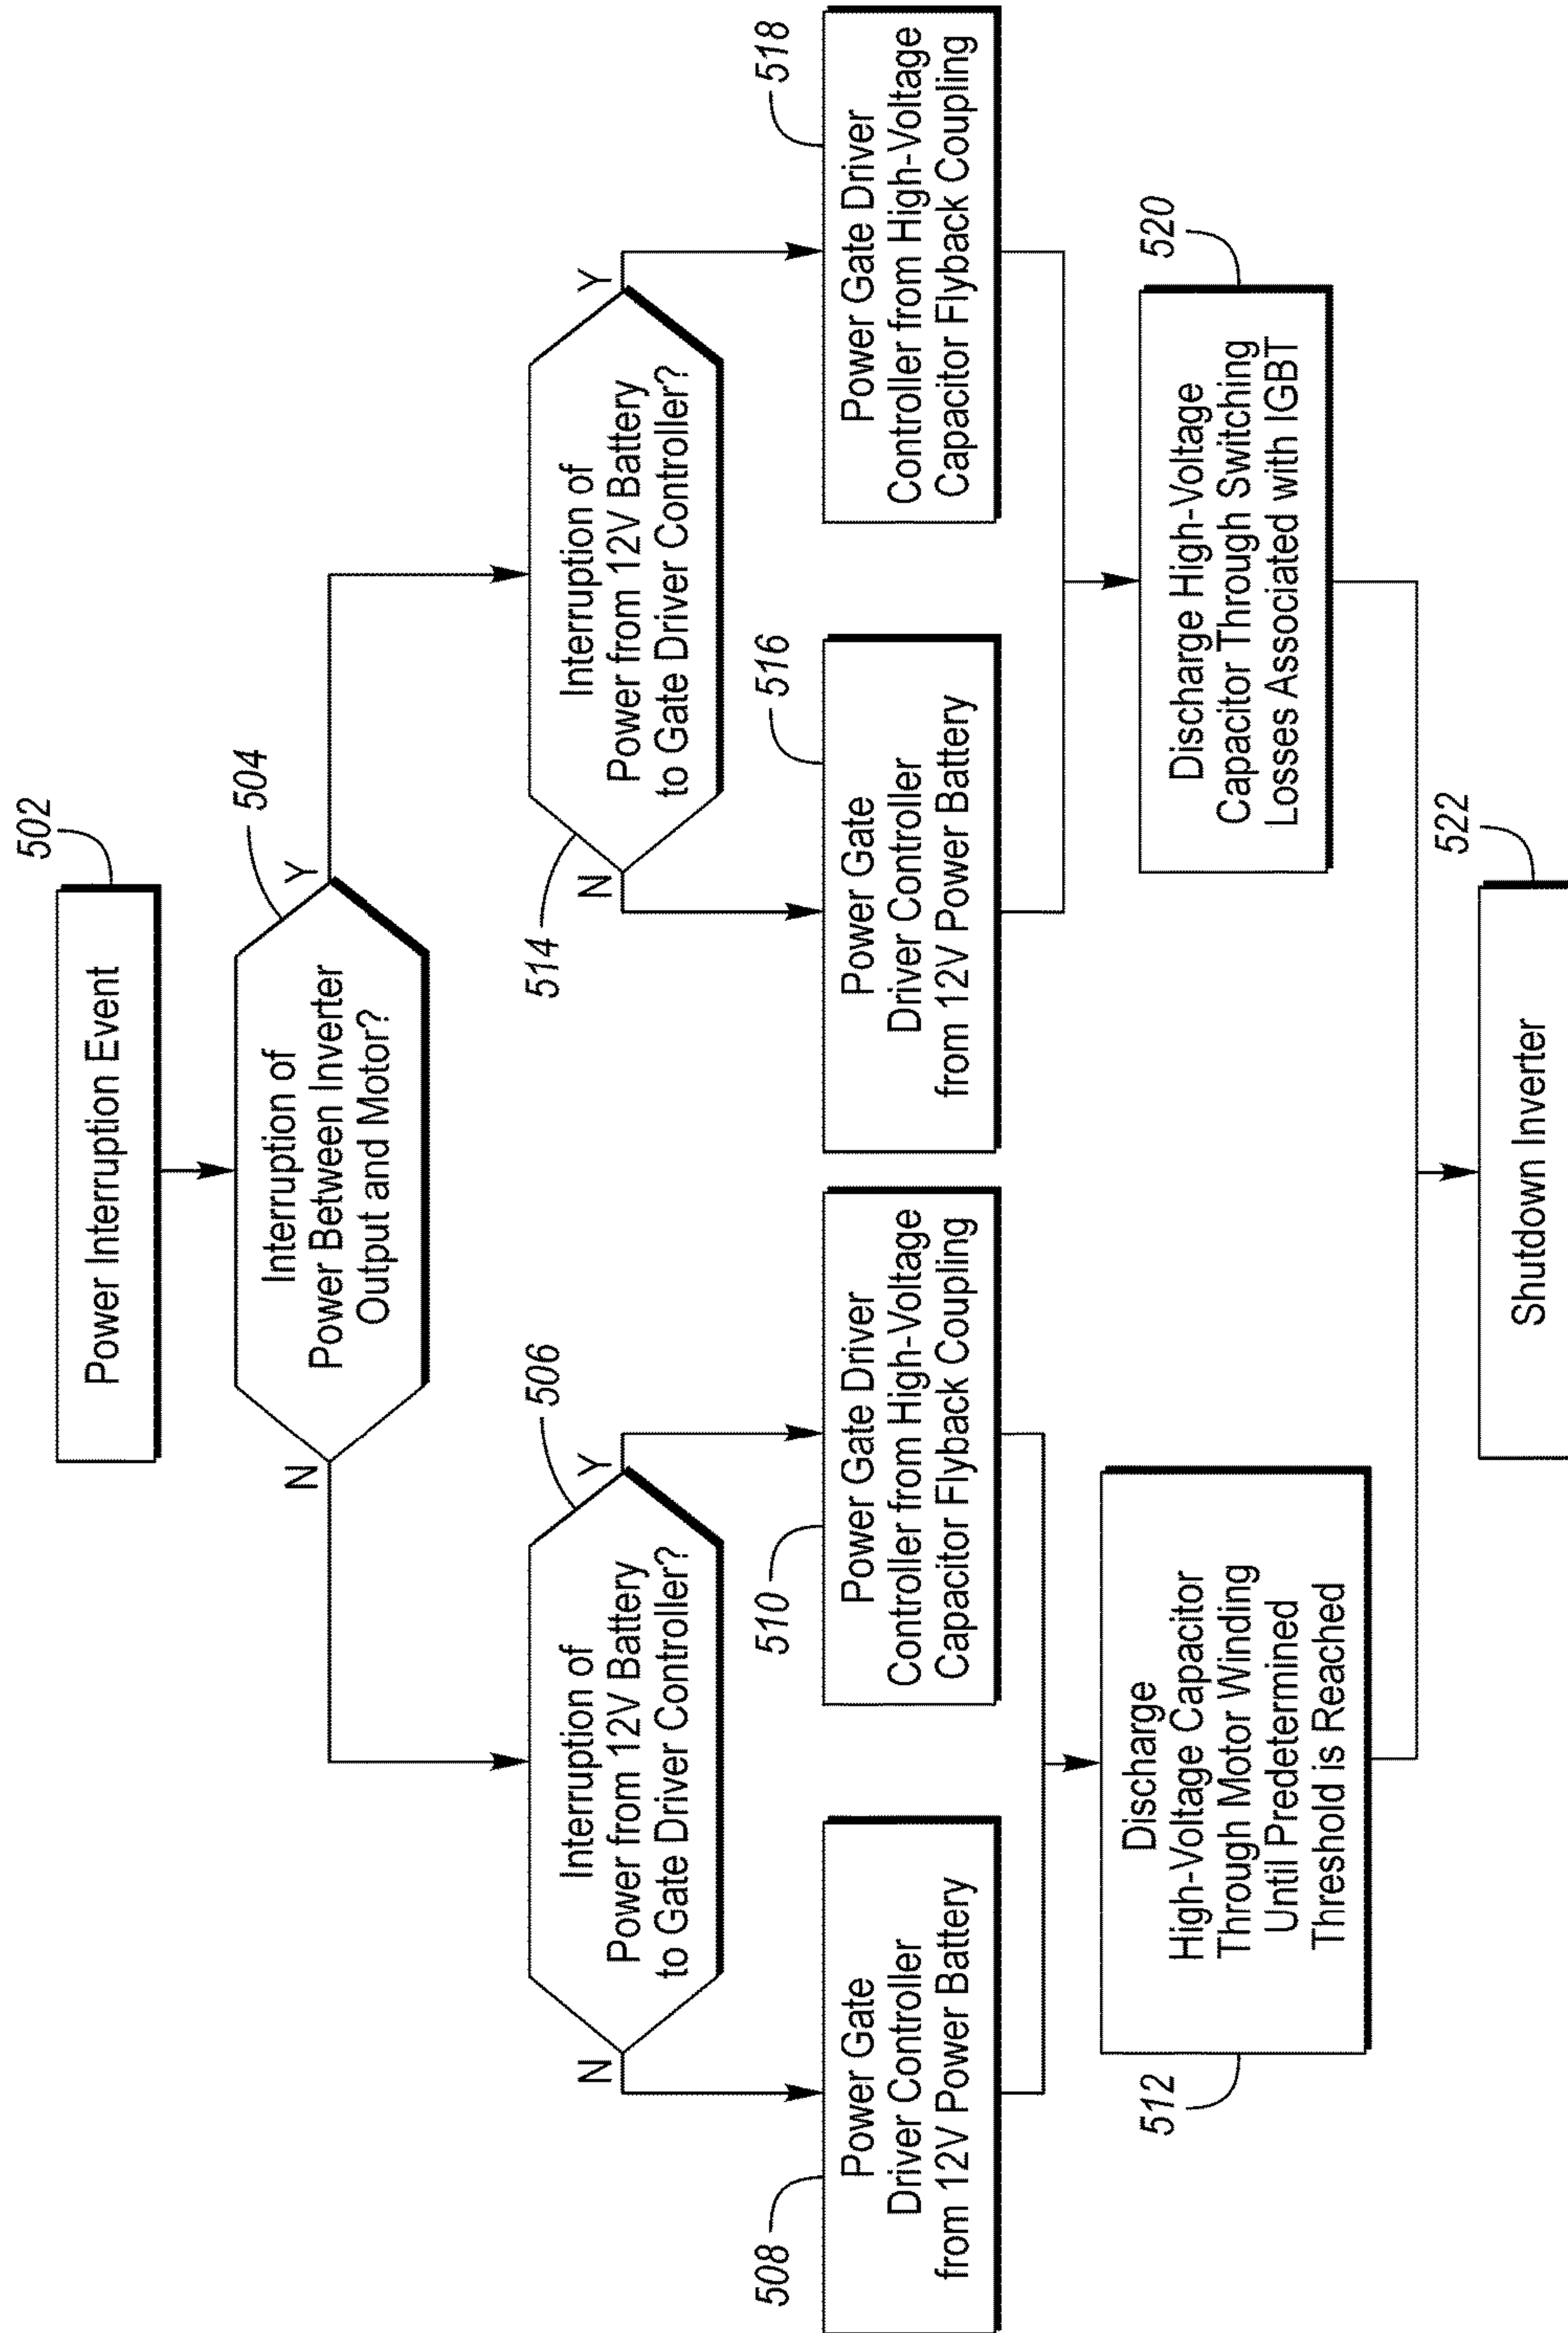 502
Power Interruption Event
504
Interruption of
Power Between Inverter
Output and Motor?
N
Y
506
Interruption of
Power from 12V Battery
to Gate Driver Controller?
N
Y
514
Interruption of
Power from 12V Battery
to Gate Driver Controller?
N
Y
508
Power Gate
Driver Controller
from 12V Power Battery
510
Power Gate Driver
Controller from High-Voltage
Capacitor Flyback Coupling
516
Power Gate
Driver Controller
from 12V Power Battery
518
Power Gate Driver
Controller from High-Voltage
Capacitor Flyback Coupling
512
Discharge
High-Voltage Capacitor
Through Motor Winding
Until Predetermined
Threshold is Reached
520
Discharge High-Voltage
Capacitor Through Switching
Losses Associated with IGBT
522
Shutdown Inverter